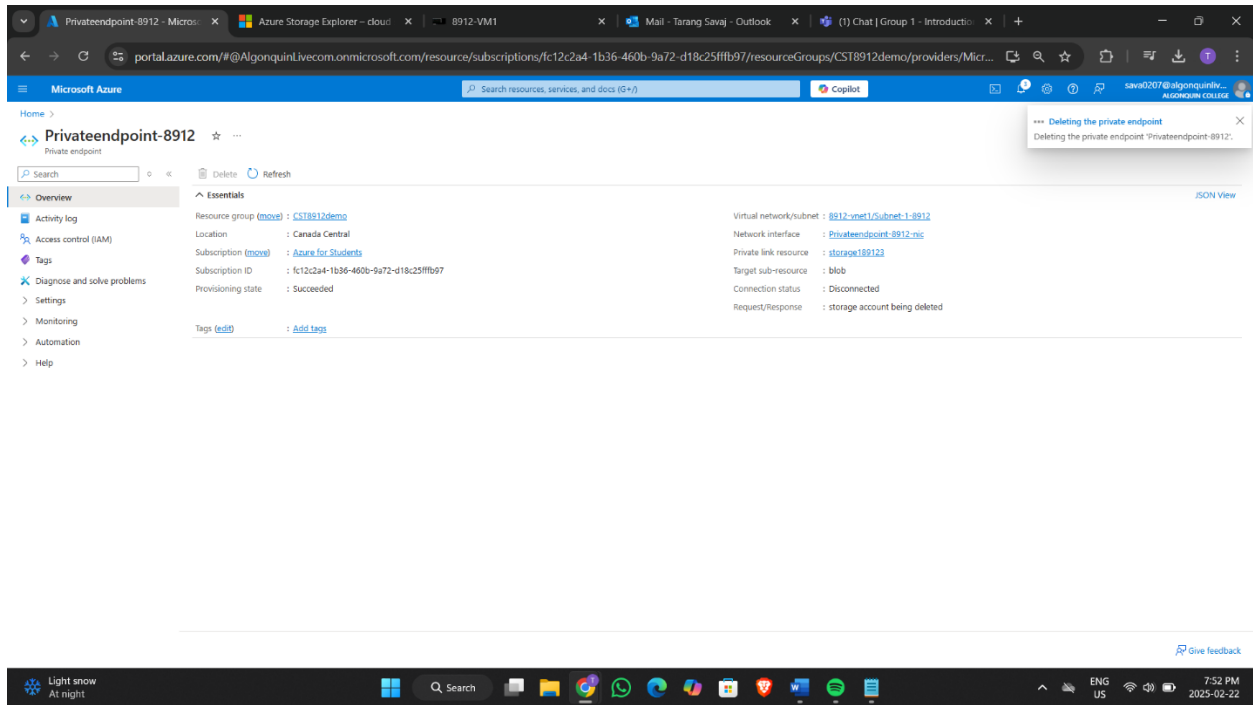 Privateendpoint-8912 - Micros
Azure Storage Explorer – cloud
8912-VM1
Mail - Tarang Savaj - Outlook
(1) Chat | Group 1 - Introductio
portal.azure.com/#@AlgonquinLivecom.onmicrosoft.com/resource/subscriptions/fc12c2a4-1b36-460b-9a72-d18c25fffb97/resourceGroups/CST8912demo/providers/Micr...
T
Microsoft Azure
Search resources, services, and docs (G+/)
Copilot
1
sava0207@algonquinliv...
ALGONQUIN COLLEGE
Home >
Privateendpoint-8912
Private endpoint
Deleting the private endpoint
Deleting the private endpoint 'Privateendpoint-8912'.
Search
Delete
Refresh
Overview
Activity log
Access control (IAM)
Tags
Diagnose and solve problems
Settings
Monitoring
Automation
Help
Essentials
JSON View
Resource group (move) : CST8912demo
Location : Canada Central
Subscription (move) : Azure for Students
Subscription ID : fc12c2a4-1b36-460b-9a72-d18c25fffb97
Provisioning state : Succeeded
Virtual network/subnet : 8912-vnet1/Subnet-1-8912
Network interface : Privateendpoint-8912-nic
Private link resource : storage189123
Target sub-resource : blob
Connection status : Disconnected
Request/Response : storage account being deleted
Tags (edit) : Add tags
Give feedback
Light snow
At night
Search
ENG
US
7:52 PM
2025-02-22